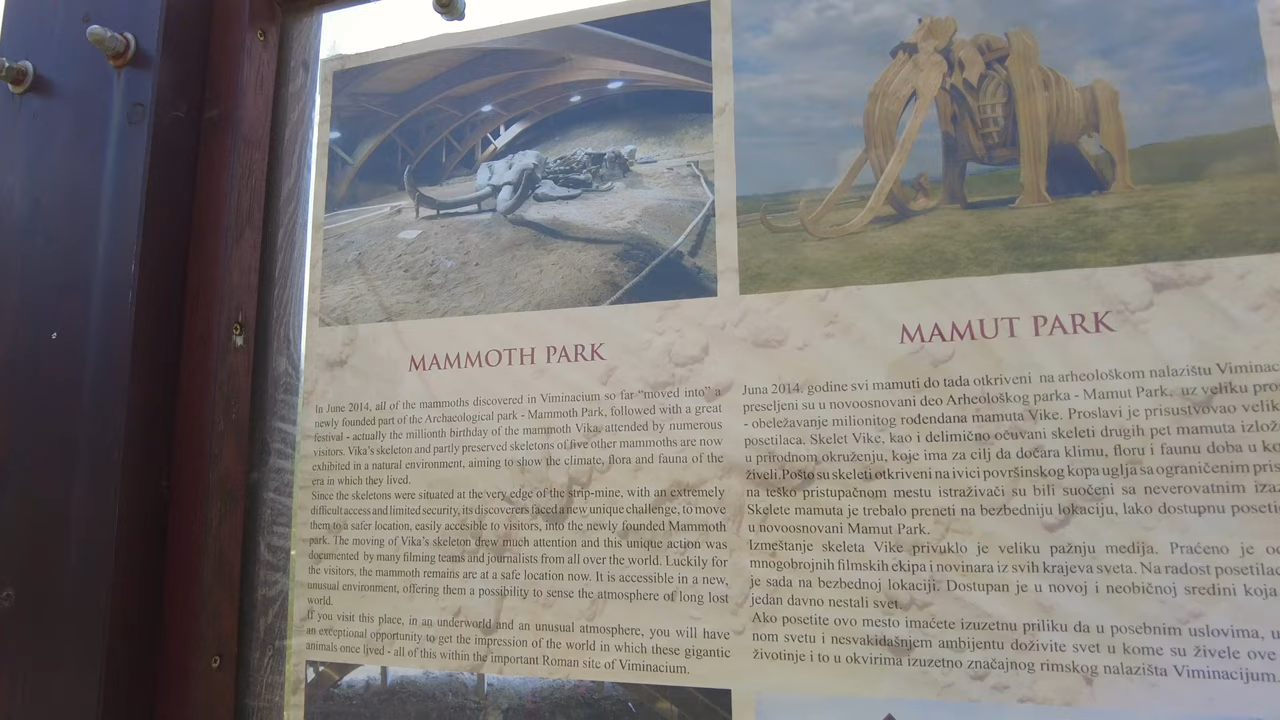 MAMMOTH PARK
In June 2014, all of the mammoths discovered in Viminacium so far "moved into" a
newly founded part of the Archaeological park - Mammoth Park, followed with a great
festival - actually the millionth birthday of the mammoth Vika, attended by numerous
visitors. Vika's skeleton and partly preserved skeletons of five other mammoths are now
exhibited in a natural environment, aiming to show the climate, flora and fauna of the
era in which they lived.
Since the skeletons were situated at the very edge of the strip-mine, with an extremely
difficult access and limited security, its discoverers faced a new unique challenge, to move
them to a safer location, easily accesible to visitors, into the newly founded Mammoth
park. The moving of Vika's skeleton drew much attention and this unique action was
documented by many filming teams and journalists from all over the world. Luckily for
the visitors, the mammoth remains are at a safe location now. It is accessible in a new,
unusual environment, offering them a possibility to sense the atmosphere of long lost
world.
If you visit this place, in an underworld and an unusual atmosphere, you will have
an exceptional opportunity to get the impression of the world in which these gigantic
animals once lived - all of this within the important Roman site of Viminacium.
MAMUT PARK
Juna 2014. godine svi mamuti do tada otkriveni na arheološkom nalazištu Viminac
preseljeni su u novoosnovani deo Arheološkog parka - Mamut Park, uz veliku pro
- obeležavanje milionitog rođendana mamuta Vike. Proslavi je prisustvovao velik
posetilaca. Skelet Vike, kao i delimično očuvani skeleti drugih pet mamuta izlož
u prirodnom okruženju, koje ima za cilj da dočara klimu, floru i faunu doba u ko
živeli.Pošto su skeleti otkriveni na ivici površinskog kopa uglja sa ograničenim pris
na teško pristupačnom mestu istraživači su bili suočeni sa neverovatnim izaz
Skelete mamuta je trebalo preneti na bezbedniju lokaciju, lako dostupnu poseti
u novoosnovani Mamut Park.
Izmeštanje skeleta Vike privuklo je veliku pažnju medija. Praćeno je od
mnogobrojnih filmskih ekipa i novinara iz svih krajeva sveta. Na radost posetilac
je sada na bezbednoj lokaciji. Dostupan je u novoj i neobičnoj sredini koja
jedan davno nestali svet.
Ako posetite ovo mesto imaćete izuzetnu priliku da u posebnim uslovima, u
nom svetu i nesvakidašnjem ambijentu doživite svet u kome su živele ove
životinje i to u okvirima izuzetno značajnog rimskog nalazišta Viminacijum.